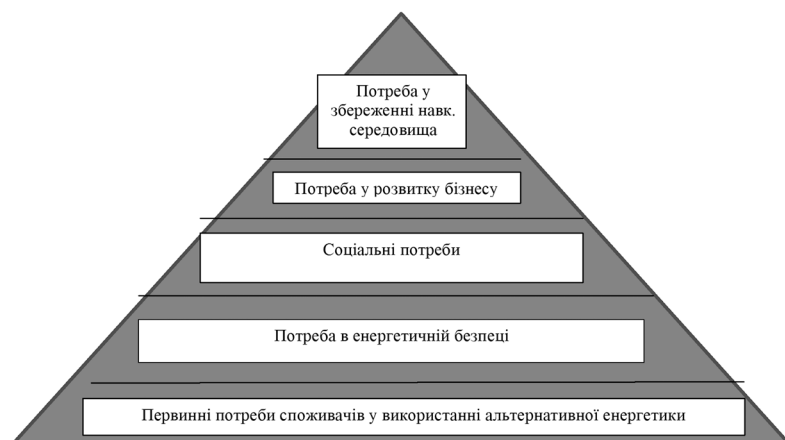 Потреба у
збереженні навк.
середовища
Потреба у розвитку бізнесу
Соціальні потреби
Потреба в енергетичній безпеці
Первинні потреби споживачів у використанні альтернативної енергетики